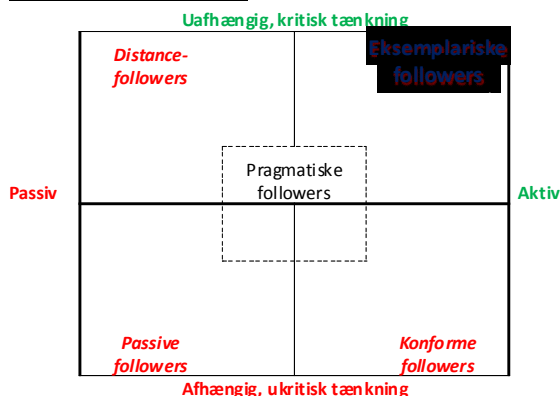 Uafhængig, kritisk tænkning
Distance-
followers
Eksemplariske
followers
Pragmatiske
followers
Passiv
Aktiv
Passive
followers
Konforme
followers
Afhængig, ukritisk tænkning